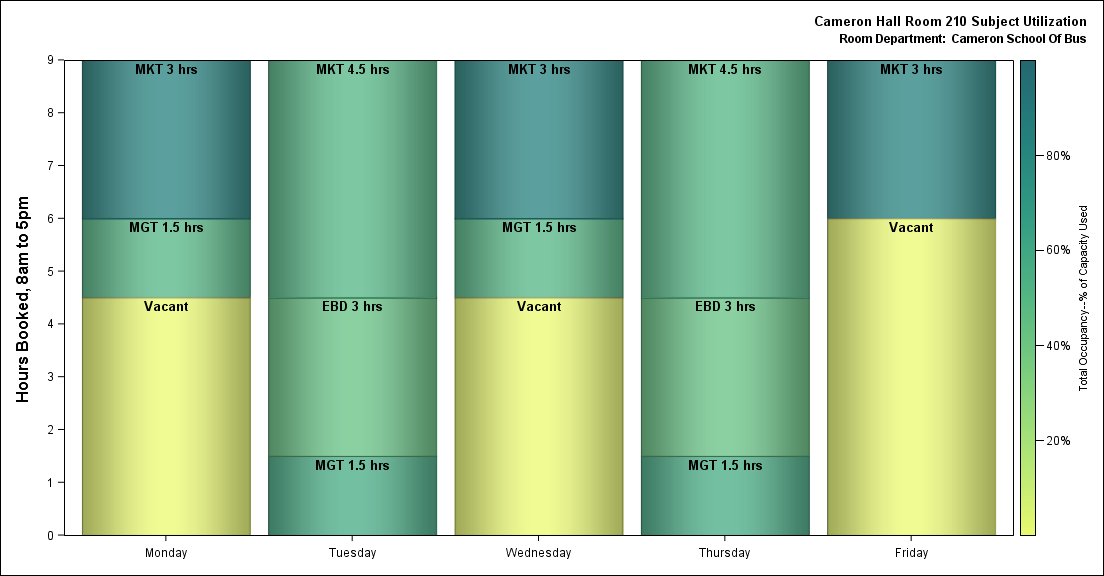 Cameron Hall Room 210 Subject Utilization
Room Department:  Cameron School Of Bus
Hours Booked, 8am to 5pm
9
8
7
6
5
4
3
2
1
0
MKT 3 hrs
MGT 1.5 hrs
Vacant
MKT 4.5 hrs
EBD 3 hrs
MGT 1.5 hrs
MKT 3 hrs
MGT 1.5 hrs
Vacant
MKT 4.5 hrs
EBD 3 hrs
MGT 1.5 hrs
MKT 3 hrs
Vacant
Monday
Tuesday
Wednesday
Thursday
Friday
80%
60%
40%
20%
Total Occupancy--% of Capacity Used